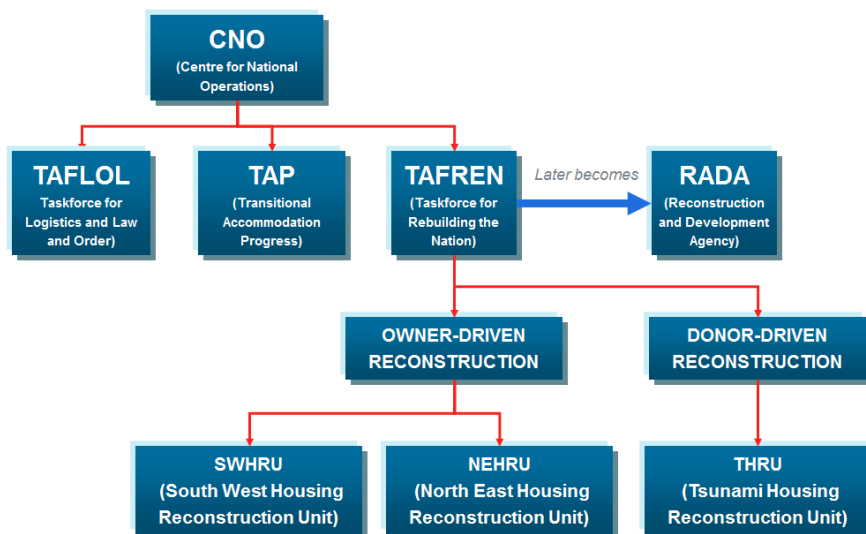 CNO
(Centre for National
Operations)
TAFLOL
Taskforce for
Logistics and Law
and Order)
TAP
(Transitional
Accommodation
Progress)
TAFREN
(Taskforce for
Rebuilding the
Nation)
Later becomes
RADA
(Reconstruction
and Development
Agency)
OWNER-DRIVEN
RECONSTRUCTION
DONOR-DRIVEN
RECONSTRUCTION
SWHRU
(South West Housing
Reconstruction Unit)
NEHRU
(North East Housing
Reconstruction Unit)
THRU
(Tsunami Housing
Reconstruction Unit)